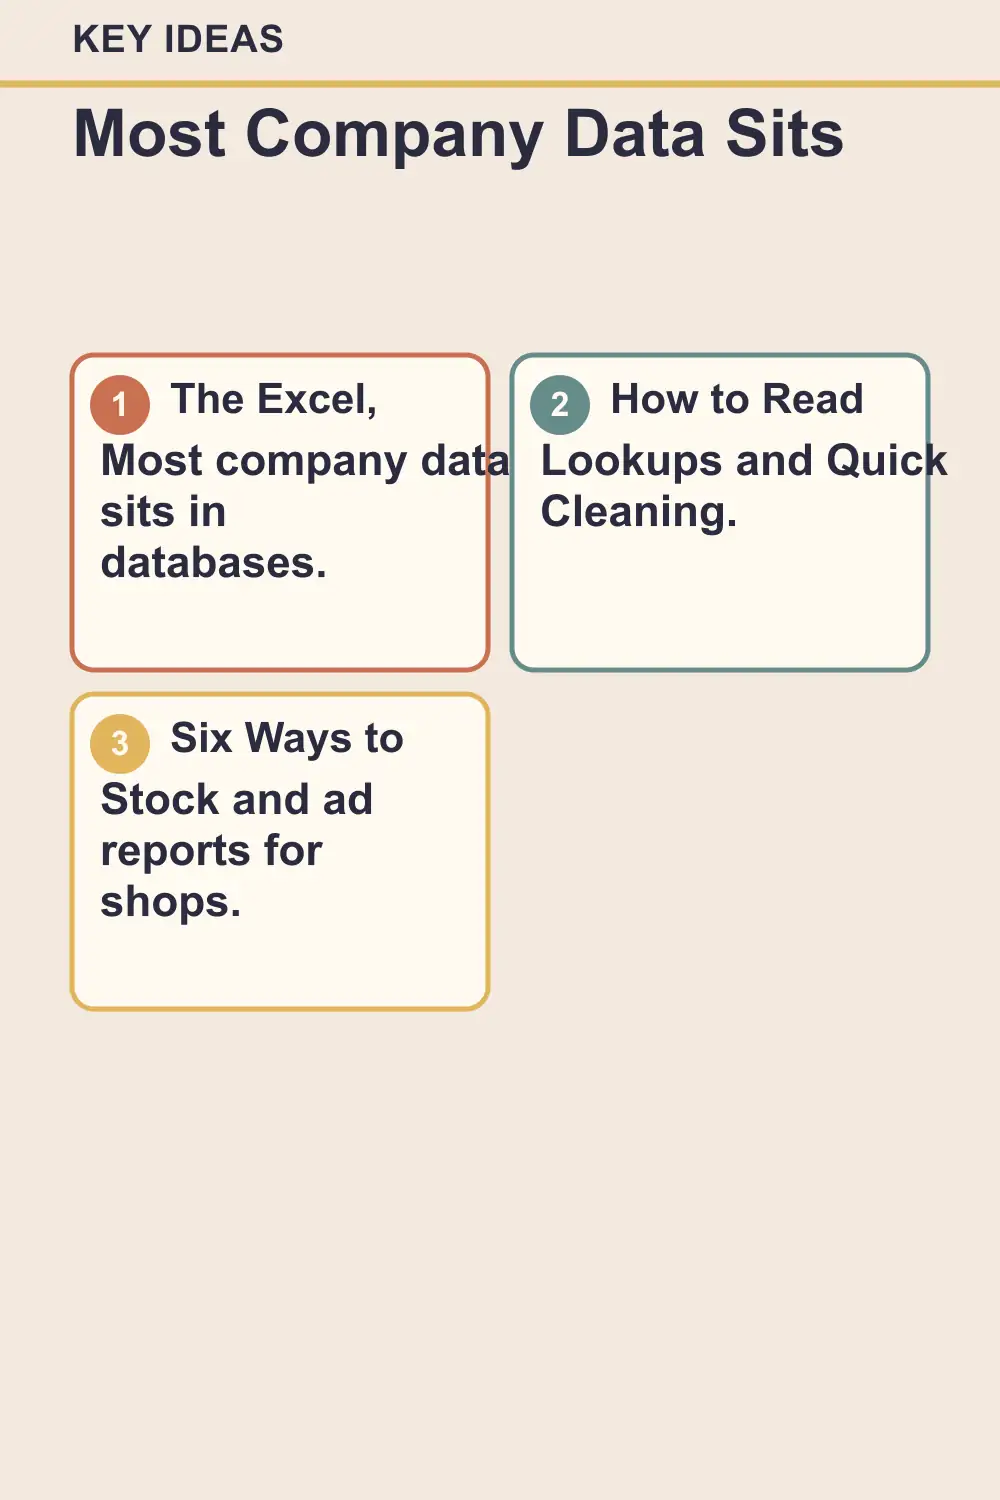 KEY IDEAS
Most Company Data Sits
1 The Excel,
Most company data
sits in
databases.
2 How to Read
Lookups and Quick
Cleaning.
3 Six Ways to
Stock and ad
reports for
shops.